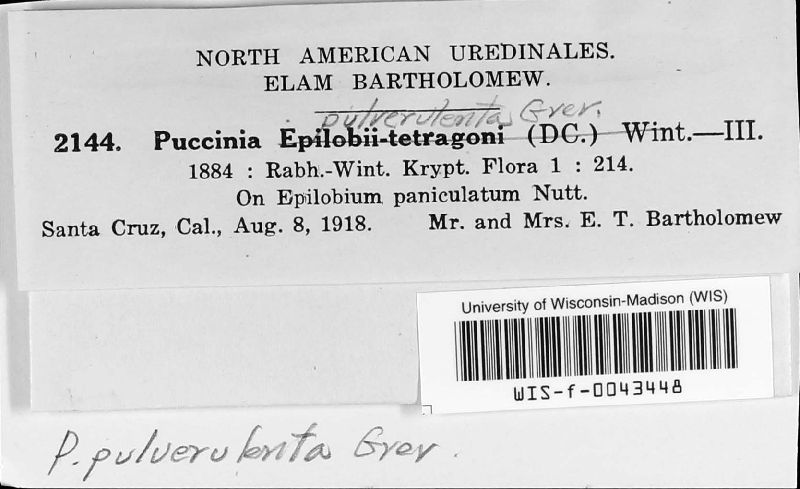 NORTH AMERICAN UREDINALES.
ELAM BARTHOLOMEW.
pulverulenta Grev.
2144. Puccinia Epilobii-tetragoni (DC.) Wint.—III.
1884 : Rabh.-Wint. Krypt. Flora 1 : 214.
On Epilobium paniculatum Nutt.
Santa Cruz, Cal., Aug. 8, 1918. Mr. and Mrs. E. T. Bartholomew
University of Wisconsin-Madison (WIS)
WIS-f-0043448
P. pulverulenta Grev.